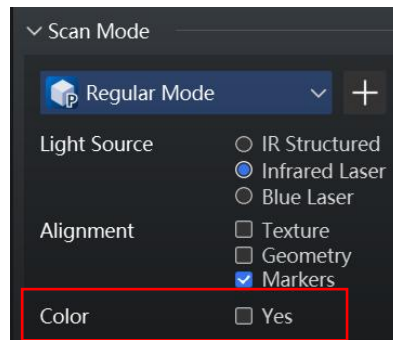 Scan Mode
Regular Mode
Light Source IR Structured
Infrared Laser
Blue Laser
Alignment Texture
Geometry
Markers
Color Yes